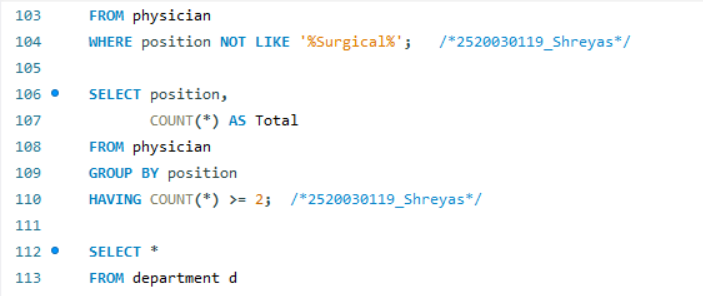 103 FROM physician
104 WHERE position NOT LIKE '%Surgical%'; /*2520030119_Shreyas*/
105
106 SELECT position,
107 COUNT(*) AS Total
108 FROM physician
109 GROUP BY position
110 HAVING COUNT(*) >= 2; /*2520030119_Shreyas*/
111
112 SELECT *
113 FROM department d